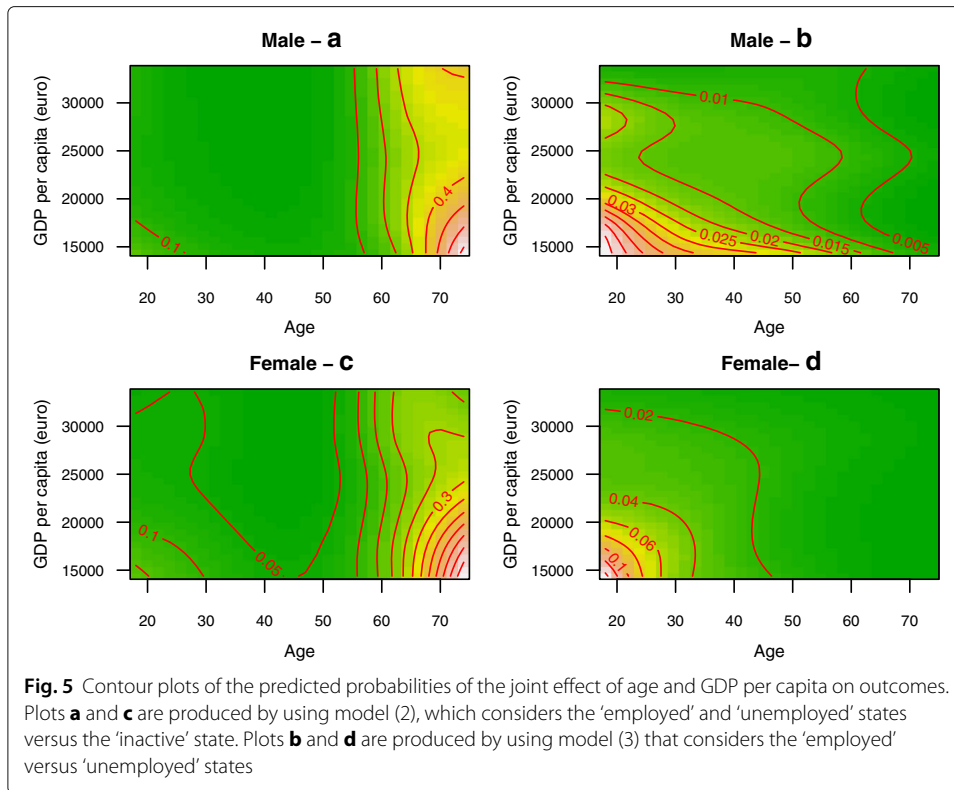 Male – a
Male – b
GDP per capita (euro)
30000
25000
20000
15000
0.1
0.4
20 30 40 50 60 70
Age
GDP per capita (euro)
30000
25000
20000
15000
0.01
0.03
0.025
0.02
0.015
0.005
20 30 40 50 60 70
Age
Female – c
Female– d
GDP per capita (euro)
30000
25000
20000
15000
0.1
0.05
0.3
20 30 40 50 60 70
Age
GDP per capita (euro)
30000
25000
20000
15000
0.02
0.04
0.06
0.1
20 30 40 50 60 70
Age
Fig. 5 Contour plots of the predicted probabilities of the joint effect of age and GDP per capita on outcomes.
Plots a and c are produced by using model (2), which considers the ‘employed’ and ‘unemployed’ states
versus the ‘inactive’ state. Plots b and d are produced by using model (3) that considers the ‘employed’
versus ‘unemployed’ states